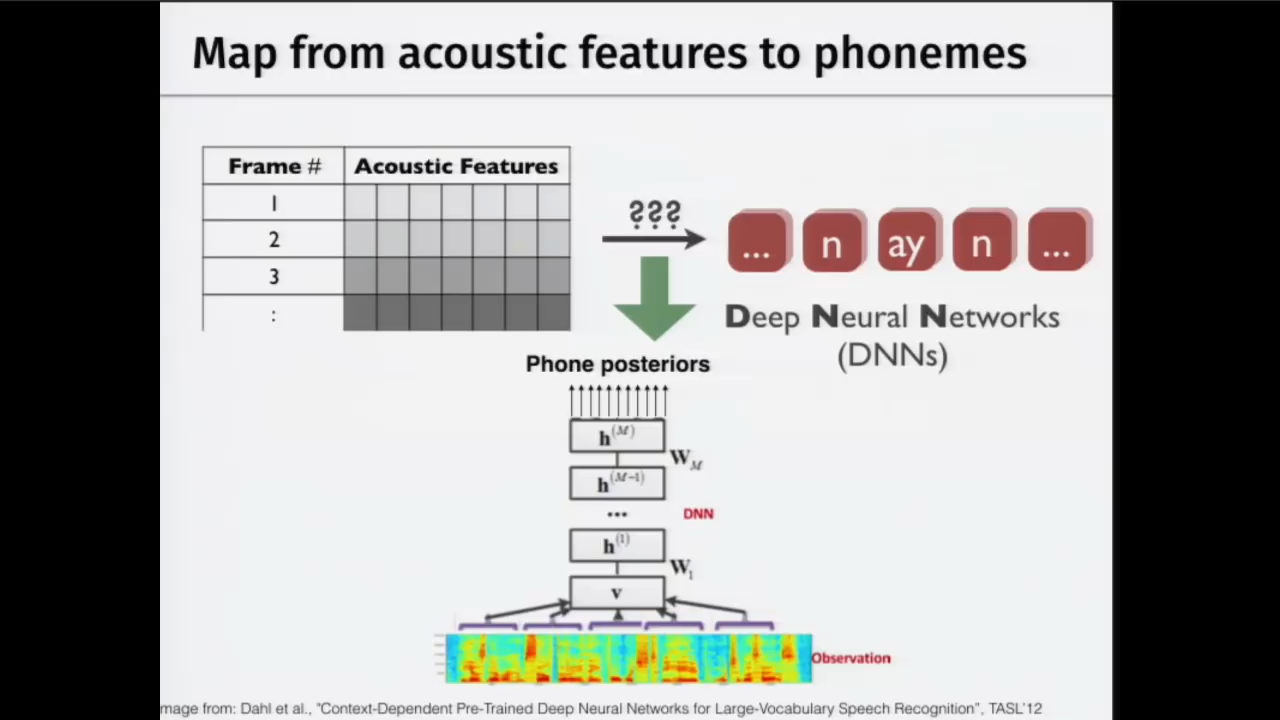 Map from acoustic features to phonemes
Frame # Acoustic Features
1
2
3
:
???
... n ay n ...
Deep Neural Networks
(DNNs)
Phone posteriors
h^(M)
W_M
h^(M-1)
... DNN
h^(1)
W_1
v
Observation
mage from: Dahl et al., "Context-Dependent Pre-Trained Deep Neural Networks for Large-Vocabulary Speech Recognition", TASL'12